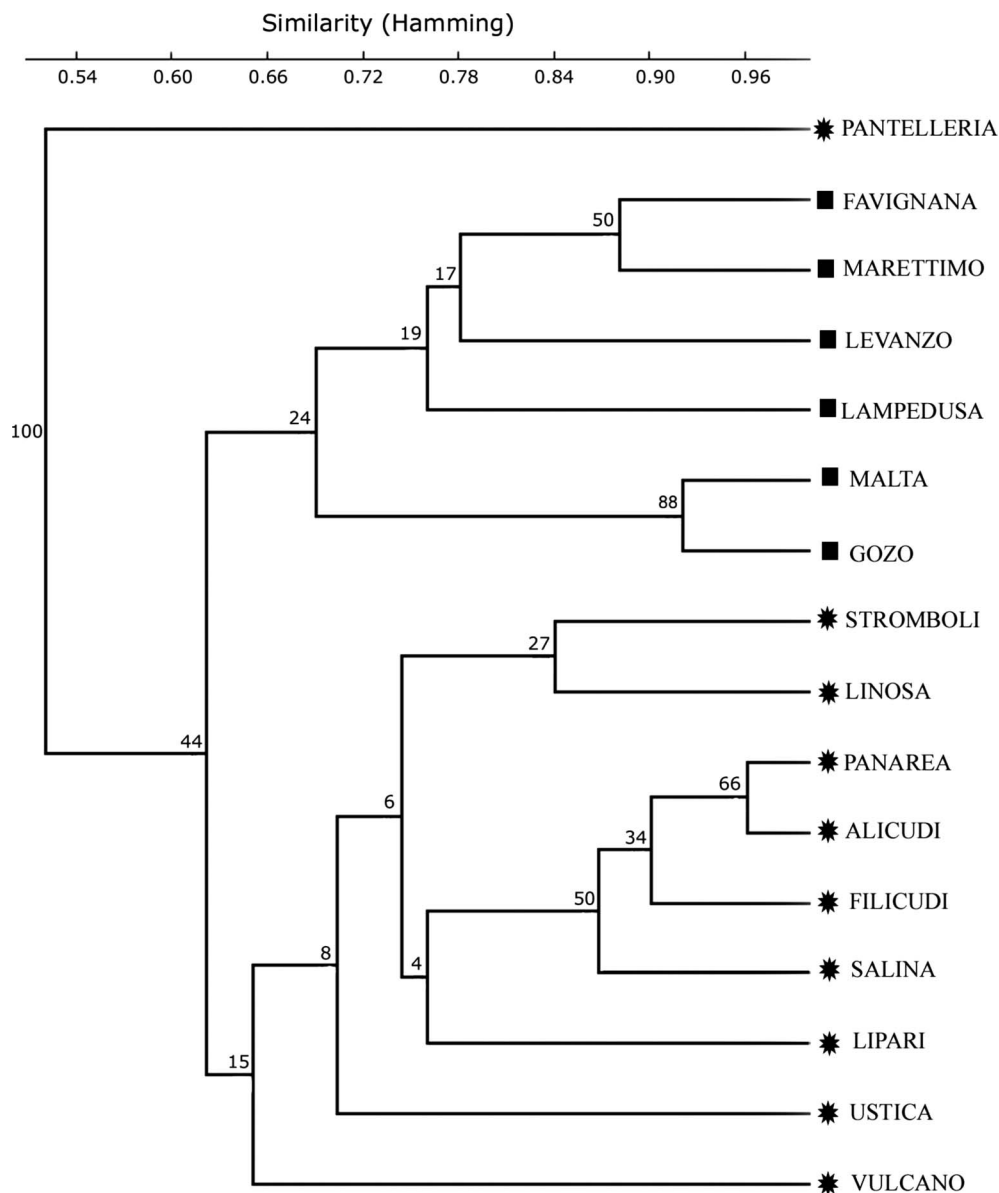 Similarity (Hamming)
0.54 0.60 0.66 0.72 0.78 0.84 0.90 0.96
PANTELLERIA
FAVIGNANA
50
MARETTIMO
17
LEVANZO
19
LAMPEDUSA
24
100
MALTA
88
GOZO
STROMBOLI
27
LINOSA
44
PANAREA
66
6
ALICUDI
34
FILICUDI
50
8
4
SALINA
LIPARI
15
USTICA
VULCANO